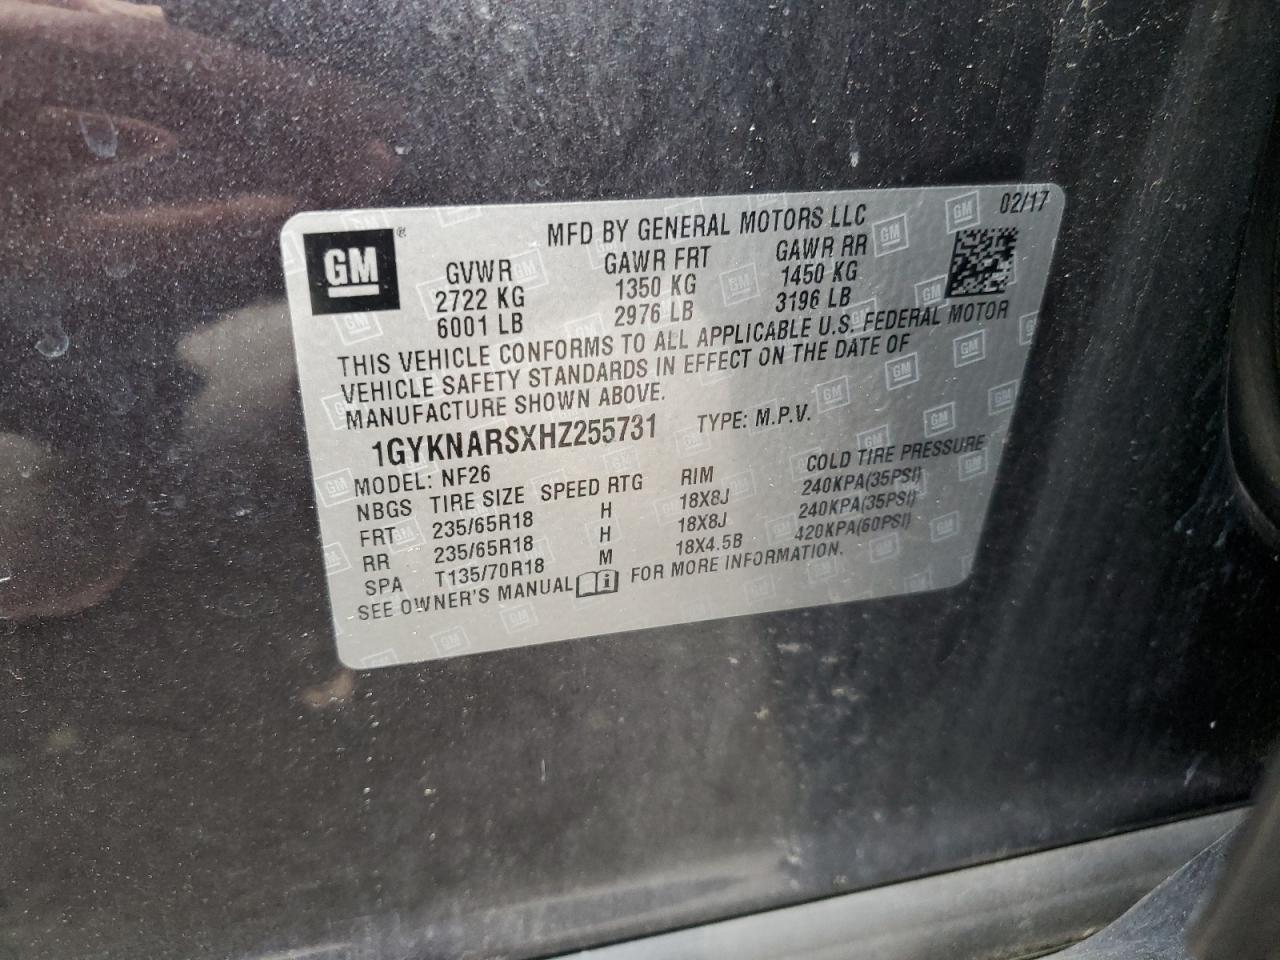 GM ®
02/17
MFD BY GENERAL MOTORS LLC
GVWR GAWR FRT GAWR RR
2722 KG 1350 KG 1450 KG
6001 LB 2976 LB 3196 LB
THIS VEHICLE CONFORMS TO ALL APPLICABLE U.S. FEDERAL MOTOR
VEHICLE SAFETY STANDARDS IN EFFECT ON THE DATE OF
MANUFACTURE SHOWN ABOVE.
1GYKNARSXHZ255731 TYPE: M.P.V.
MODEL: NF26
NBGS TIRE SIZE SPEED RTG RIM COLD TIRE PRESSURE
FRT 235/65R18 H 18X8J 240KPA(35PSI)
RR 235/65R18 H 18X8J 240KPA(35PSI)
SPA T135/70R18 M 18X4.5B 420KPA(60PSI)
SEE OWNER'S MANUAL FOR MORE INFORMATION.